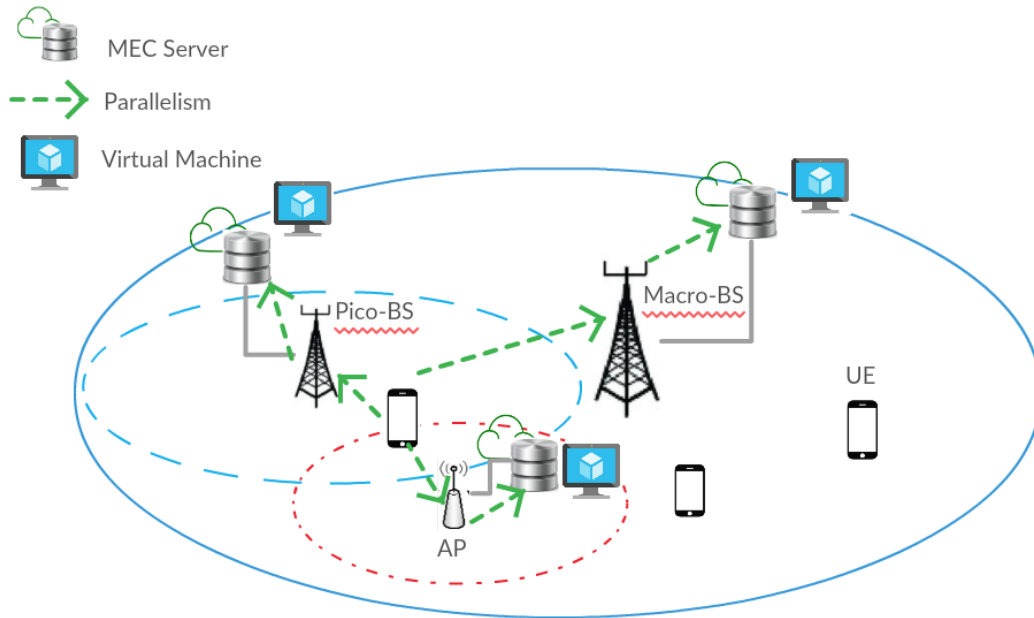 MEC Server
Parallelism
Virtual Machine
Pico-BS
Macro-BS
UE
AP